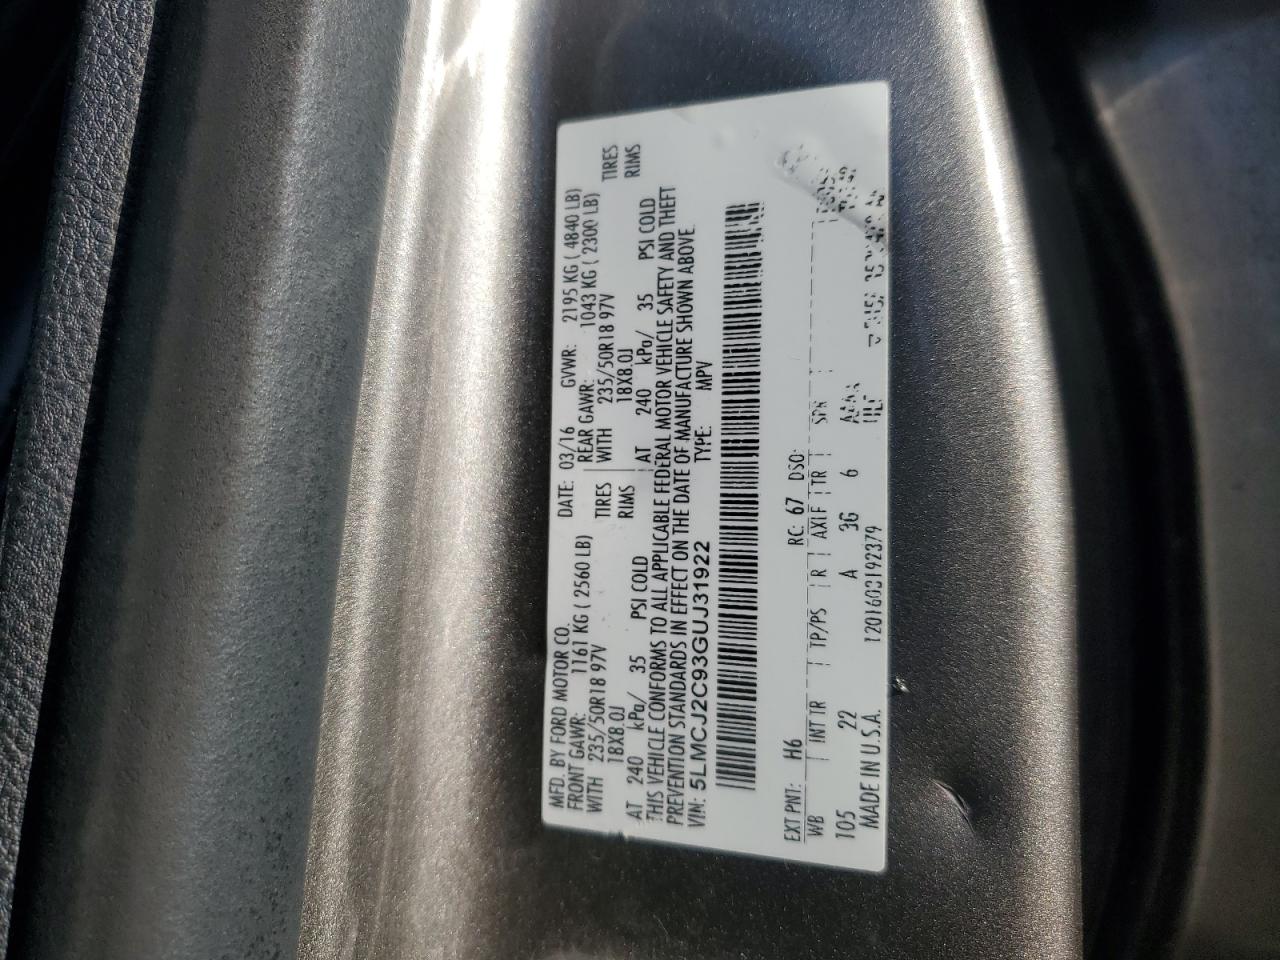 MFD. BY FORD MOTOR CO.
DATE: 03/16 GVWR: 2195 KG ( 4840 LB)
FRONT GAWR: 1161 KG ( 2560 LB) REAR GAWR: 1043 KG ( 2300 LB)
WITH 235/50R18 97V TIRES WITH 235/50R18 97V TIRES
18X8.0J RIMS 18X8.0J RIMS
AT 240 kPa/ 35 PSI COLD AT 240 kPa/ 35 PSI COLD
THIS VEHICLE CONFORMS TO ALL APPLICABLE FEDERAL MOTOR VEHICLE SAFETY AND THEFT
PREVENTION STANDARDS IN EFFECT ON THE DATE OF MANUFACTURE SHOWN ABOVE.
VIN: 5LMCJ2C93GUJ31922 TYPE: MPV
EXT PNT: H6 RC: 67 DSO:
WB INT TR TP/PS R AXIF TR SPR
105 22 A 3G 6
MADE IN U.S.A.